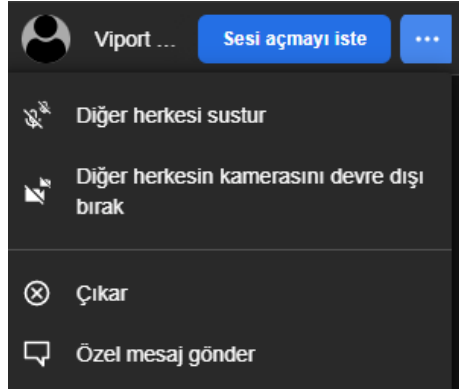 Viport ...
Sesi açmayı iste
...
Diğer herkesi sustur
Diğer herkesin kamerasını devre dışı
bırak
Çıkar
Özel mesaj gönder